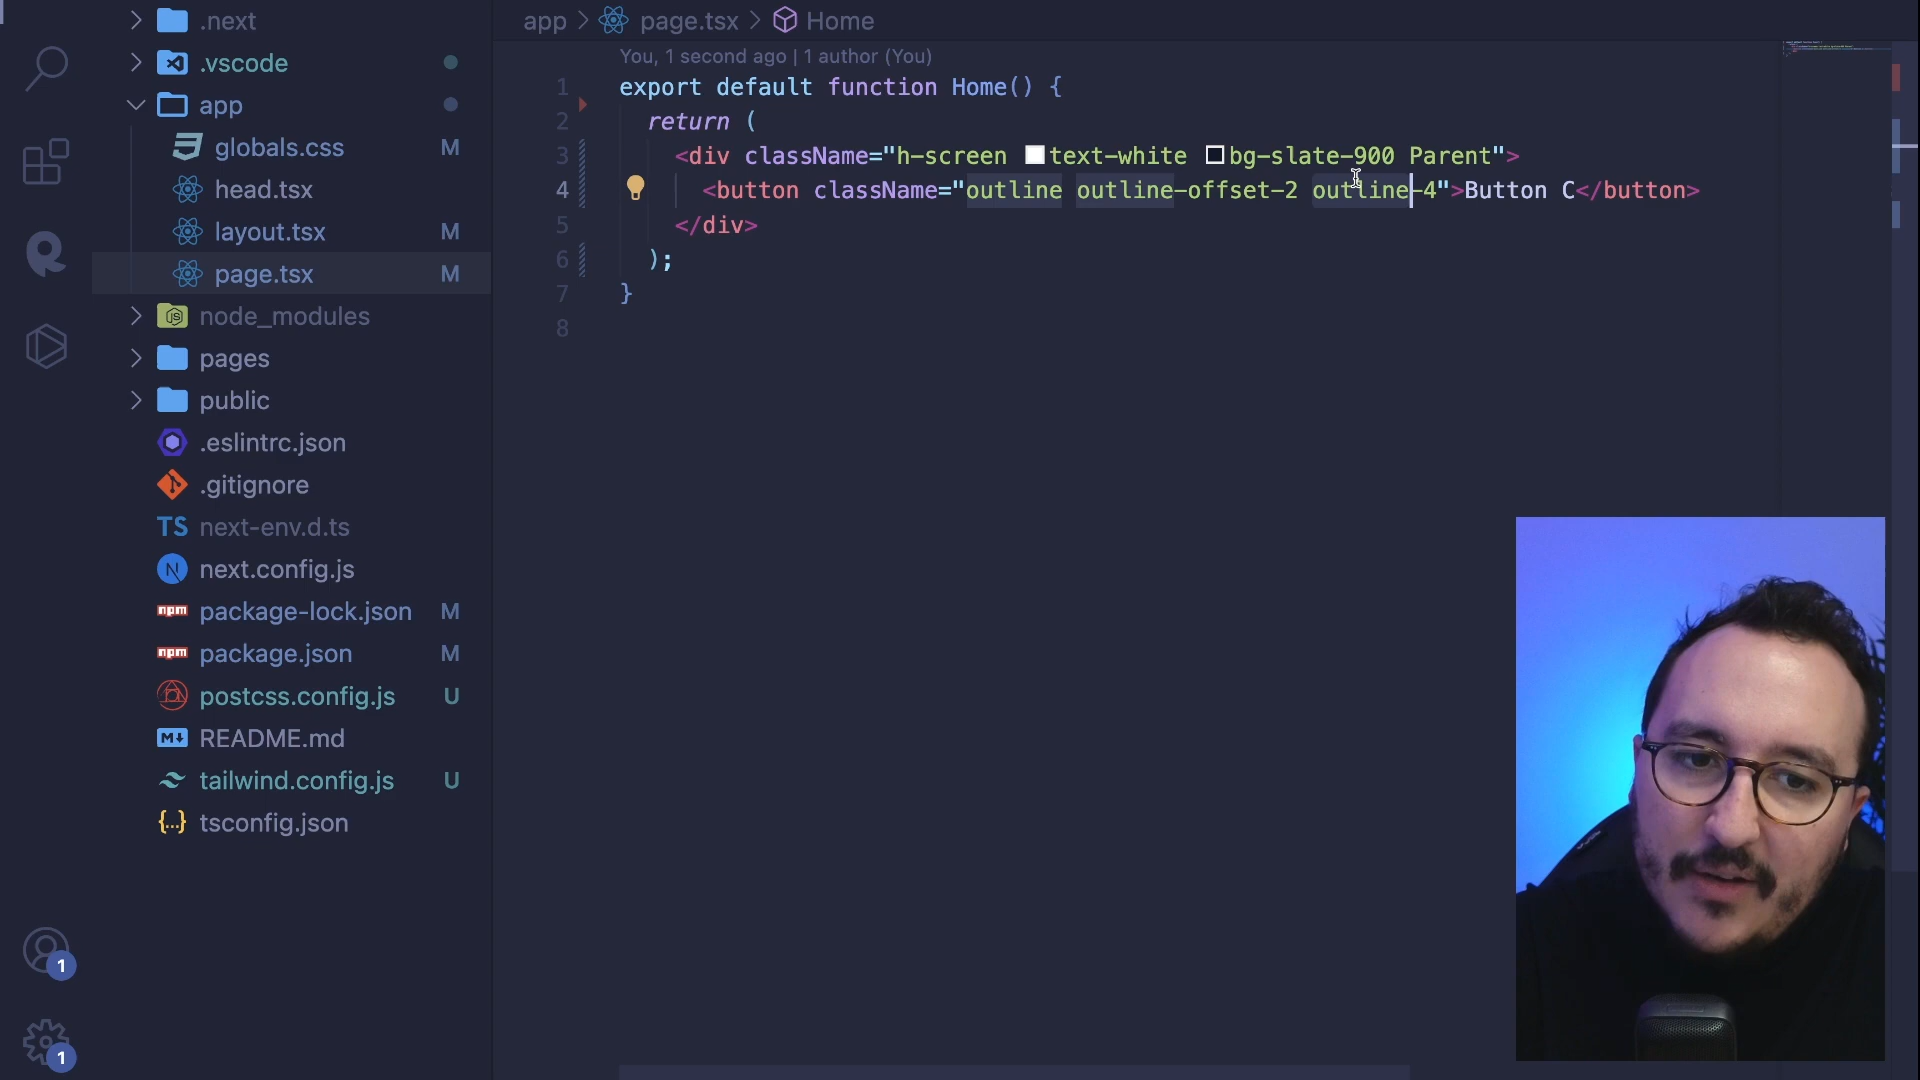 .next
.vscode
app
globals.css M
head.tsx
layout.tsx M
page.tsx M
node_modules
pages
public
.eslintrc.json
.gitignore
TS next-env.d.ts
N next.config.js
npm package-lock.json M
npm package.json M
postcss.config.js U
M↓ README.md
tailwind.config.js U
{...} tsconfig.json
1
1
app > page.tsx > Home
You, 1 second ago | 1 author (You)
1 export default function Home() {
2 return (
3 <div className="h-screen text-white bg-slate-900 Parent">
4 <button className="outline outline-offset-2 outline-4">Button C</button>
5 </div>
6 );
7 }
8